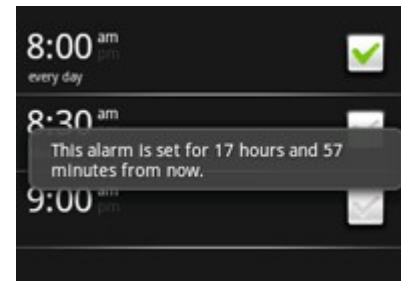 8:00 am
pm
every day
8:30 am
This alarm is set for 17 hours and 57
minutes from now.
9:00 am
pm